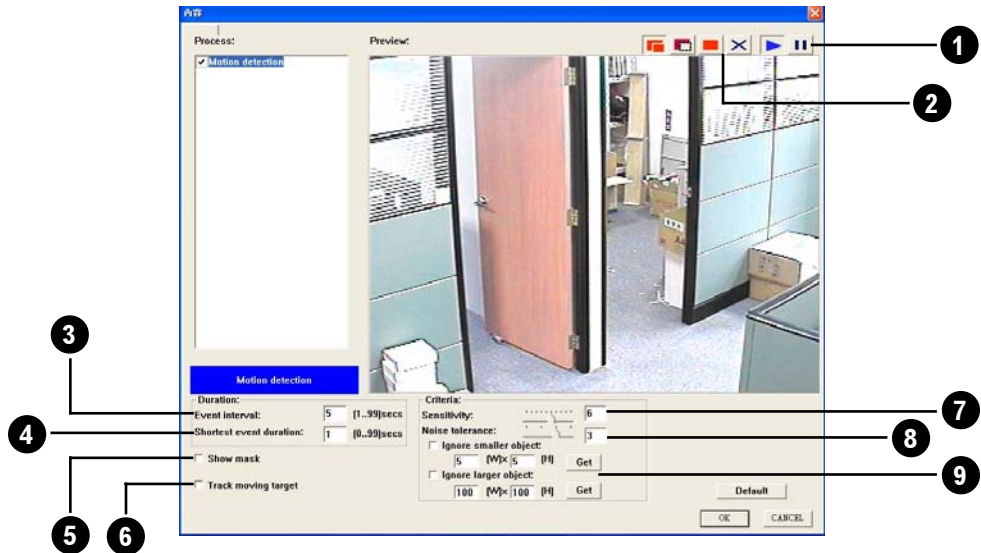 内容
Process:
Preview:
Motion detection
Motion detection
Duration:
Event interval: 5 (1..99)secs
Shortest event duration: 1 (0..99)secs
Show mask
Track moving target
Criteria:
Sensitivity: 6
Noise tolerance: 3
Ignore smaller object:
5 (W)x 5 (H) Get
Ignore larger object:
100 (W)x 100 (H) Get
Default
OK CANCEL
1
2
3
4
5
6
7
8
9